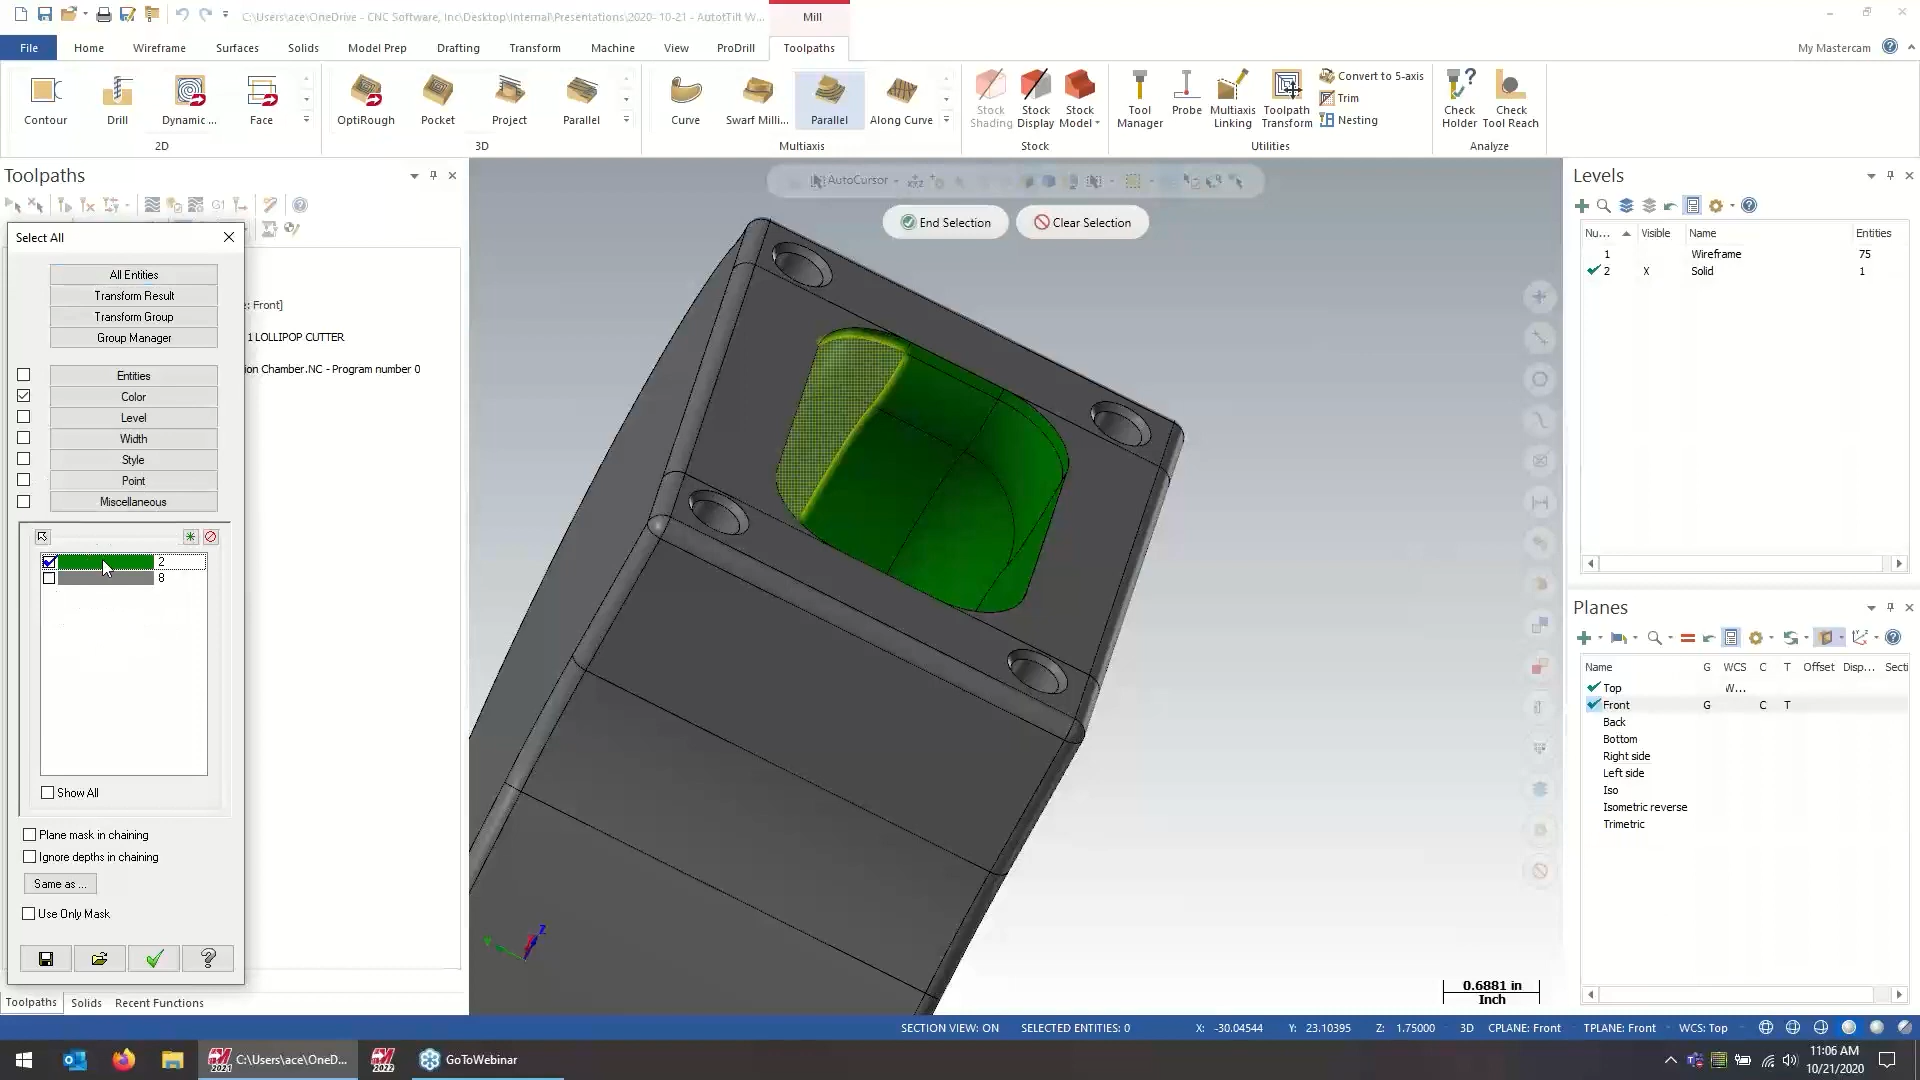 C:\Users\ace\OneDrive - CNC Software, Inc\Desktop\Internal\Presentations\2020- 10-21 - AutotTilt W...
Mill
File Home Wireframe Surfaces Solids Model Prep Drafting Transform Machine View ProDrill Toolpaths My Mastercam
Contour Drill Dynamic ... Face
2D
OptiRough Pocket Project Parallel
3D
Curve Swarf Milli... Parallel Along Curve
Multiaxis
Stock Shading
Stock Display
Stock Model
Stock
Tool Manager
Probe
Multiaxis Linking
Toolpath Transform
Convert to 5-axis
Trim
Nesting
Utilities
Check Holder
Check Tool Reach
Analyze
Toolpaths
G1
Select All
All Entities
Transform Result
Transform Group
Group Manager
Entities
Color
Level
Width
Style
Point
Miscellaneous
2
8
Show All
Plane mask in chaining
Ignore depths in chaining
Same as ...
Use Only Mask
: Front]
1 LOLLIPOP CUTTER
ion Chamber.NC - Program number 0
Toolpaths Solids Recent Functions
AutoCursor
End Selection Clear Selection
Z
0.6881 in
Inch
Levels
Nu... Visible Name Entities
1 Wireframe 75
2 X Solid 1
Planes
Name G WCS C T Offset Disp... Secti
Top W...
Front G C T
Back
Bottom
Right side
Left side
Iso
Isometric reverse
Trimetric
SECTION VIEW: ON SELECTED ENTITIES: 0 X: -30.04544 Y: 23.10395 Z: 1.75000 3D CPLANE: Front TPLANE: Front WCS: Top
2021 C:\Users\ace\OneD... 2022 GoToWebinar
11:06 AM
10/21/2020